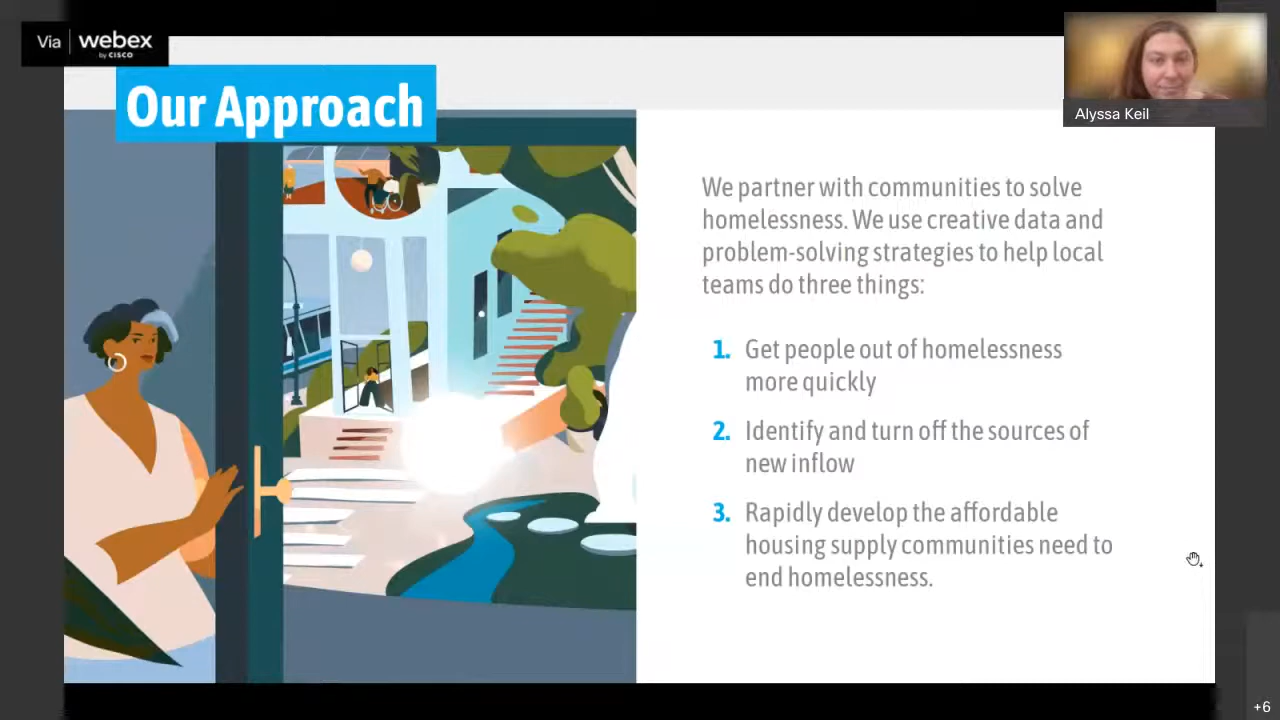 Via webex
by CISCO
Our Approach
Alyssa Keil
We partner with communities to solve
homelessness. We use creative data and
problem-solving strategies to help local
teams do three things:
1. Get people out of homelessness
more quickly
2. Identify and turn off the sources of
new inflow
3. Rapidly develop the affordable
housing supply communities need to
end homelessness.
+6